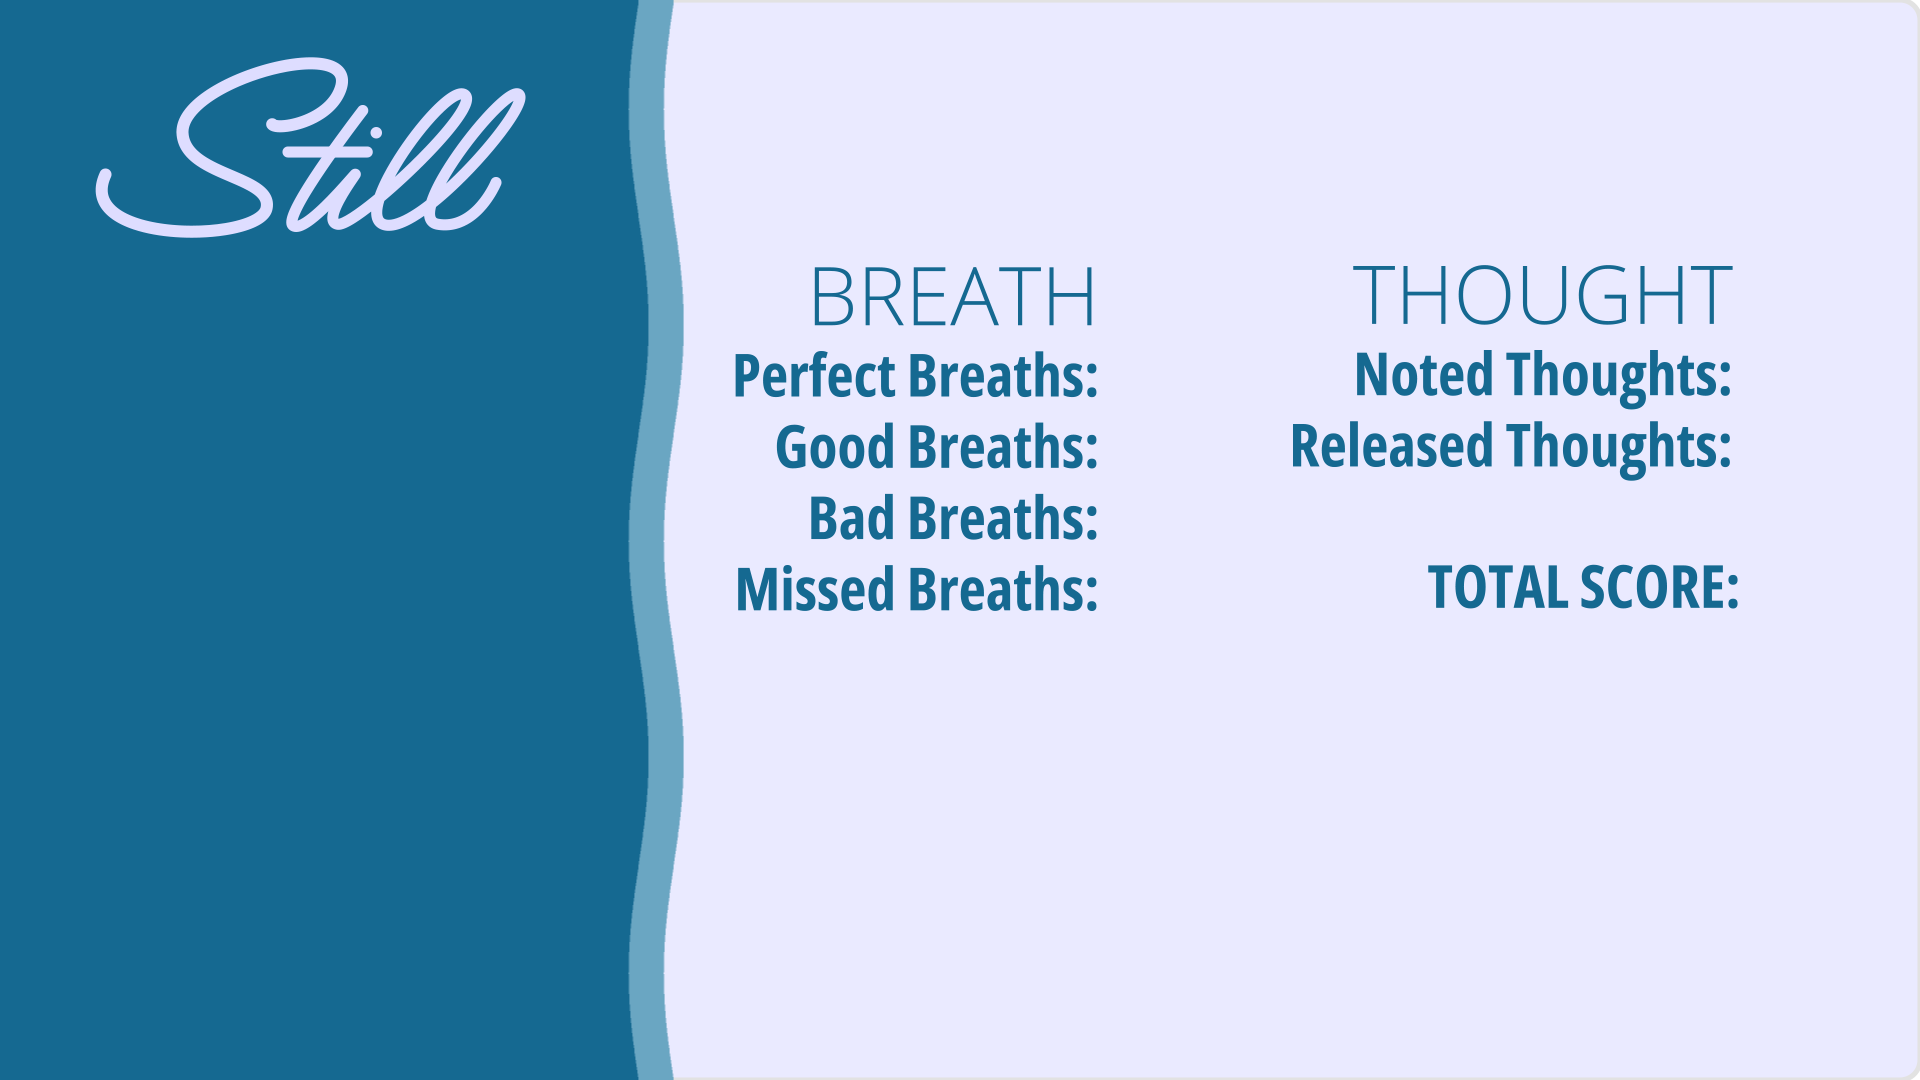 Still
BREATH
Perfect Breaths:
Good Breaths:
Bad Breaths:
Missed Breaths:
THOUGHT
Noted Thoughts:
Released Thoughts:
TOTAL SCORE: